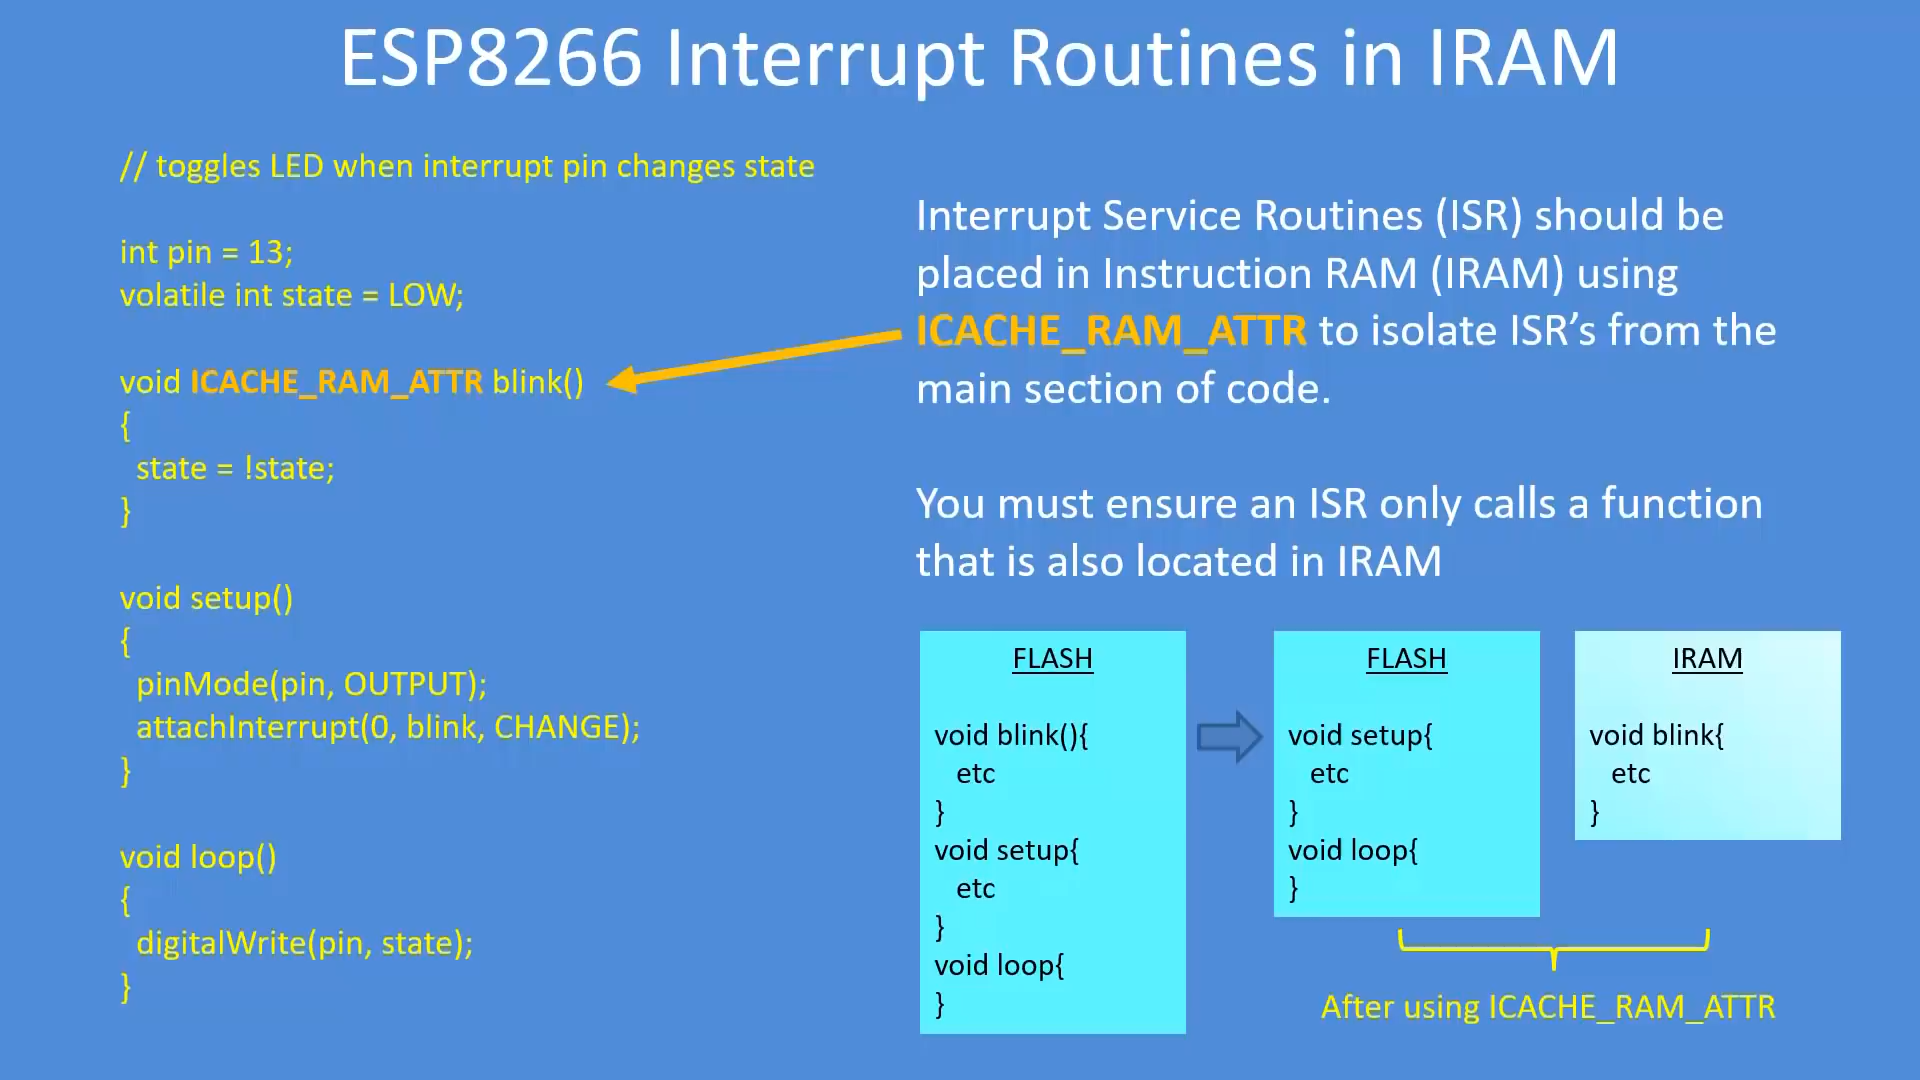 ESP8266 Interrupt Routines in IRAM
// toggles LED when interrupt pin changes state
int pin = 13;
volatile int state = LOW;
void ICACHE_RAM_ATTR blink()
{
state = !state;
}
void setup()
{
pinMode(pin, OUTPUT);
attachInterrupt(0, blink, CHANGE);
}
void loop()
{
digitalWrite(pin, state);
}
Interrupt Service Routines (ISR) should be
placed in Instruction RAM (IRAM) using
ICACHE_RAM_ATTR to isolate ISR’s from the
main section of code.
You must ensure an ISR only calls a function
that is also located in IRAM
FLASH
void blink(){
etc
}
void setup{
etc
}
void loop{
}
FLASH
void setup{
etc
}
void loop{
}
IRAM
void blink{
etc
}
After using ICACHE_RAM_ATTR